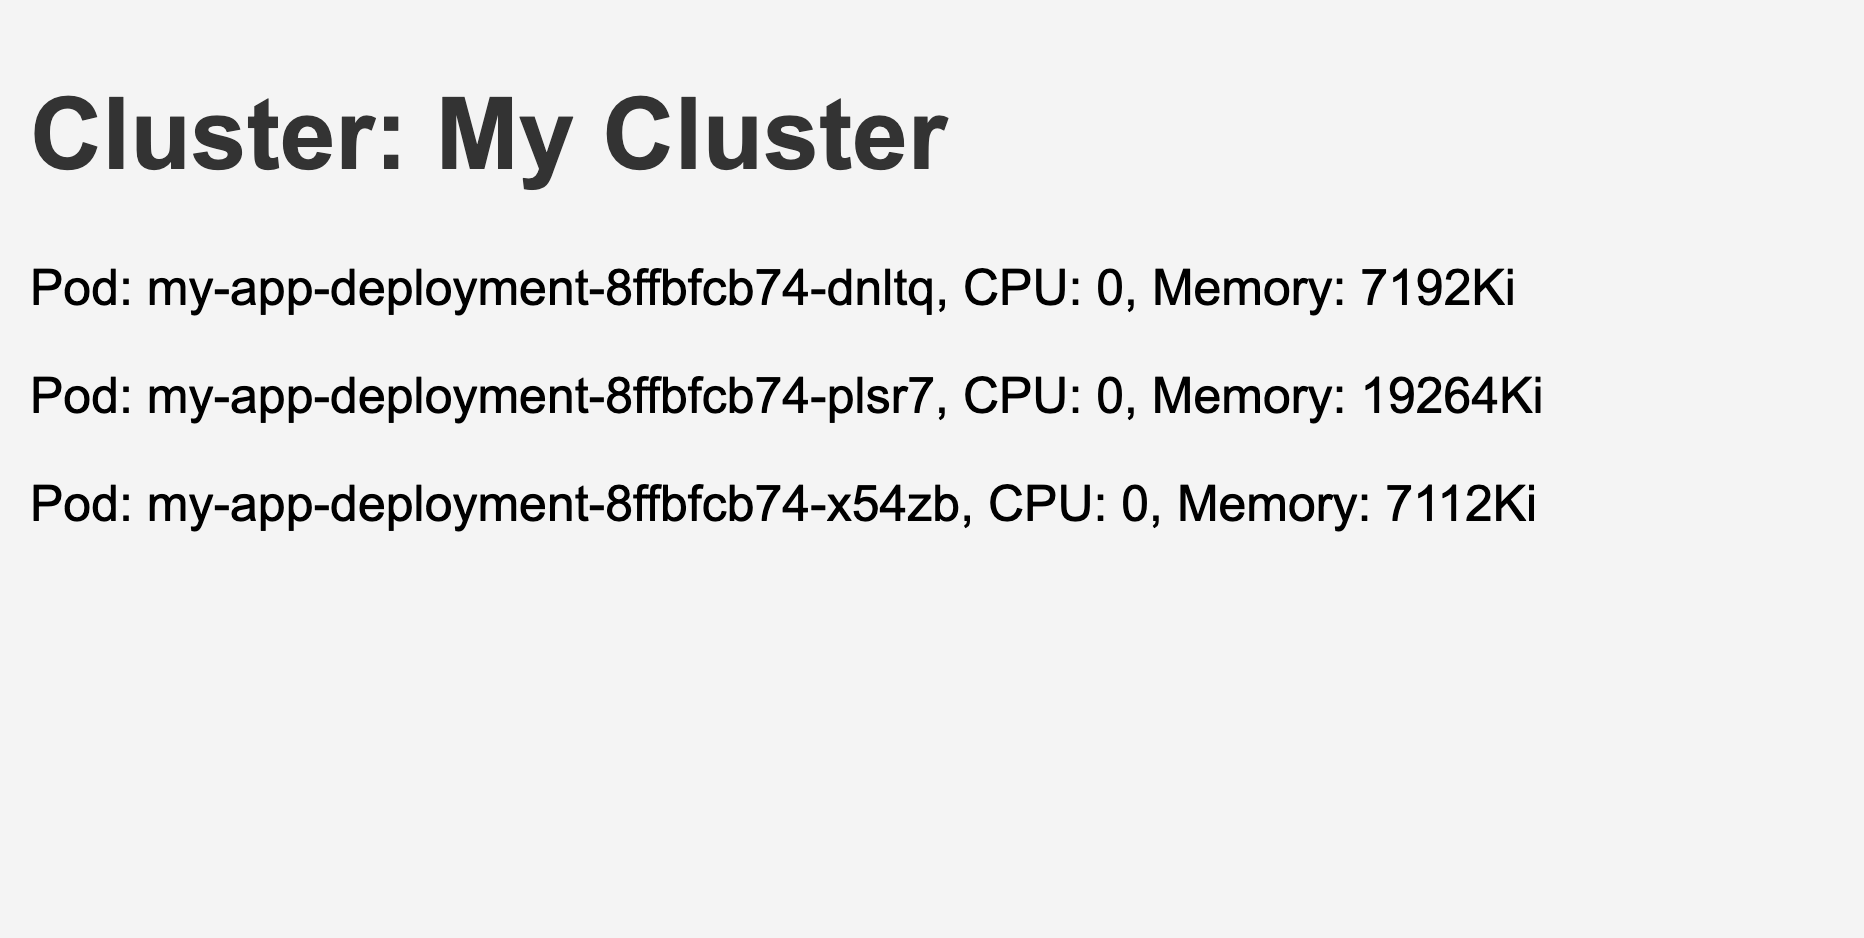 Cluster: My Cluster
Pod: my-app-deployment-8ffbfcb74-dnltq, CPU: 0, Memory: 7192Ki
Pod: my-app-deployment-8ffbfcb74-plsr7, CPU: 0, Memory: 19264Ki
Pod: my-app-deployment-8ffbfcb74-x54zb, CPU: 0, Memory: 7112Ki